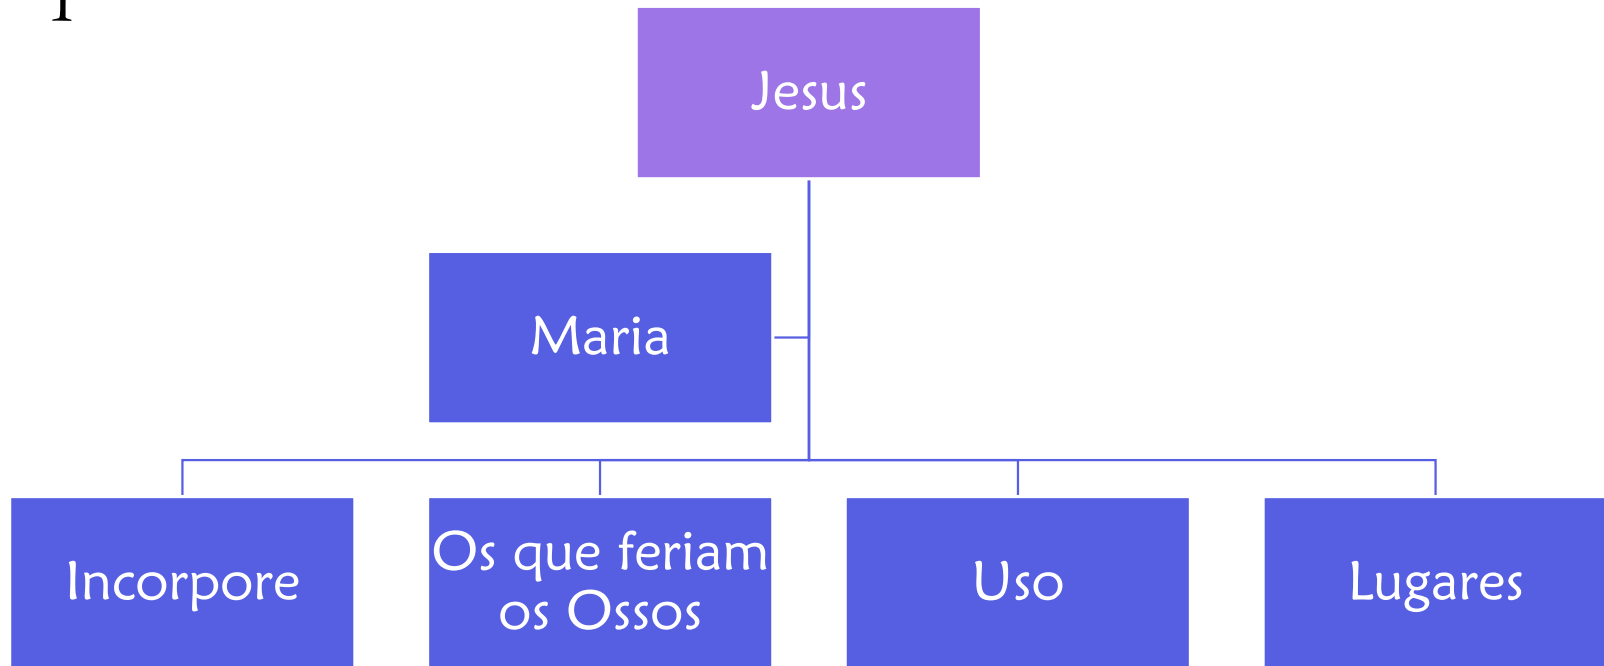 Jesus
Maria
Incorpore
Os que feriam
os Ossos
Uso
Lugares